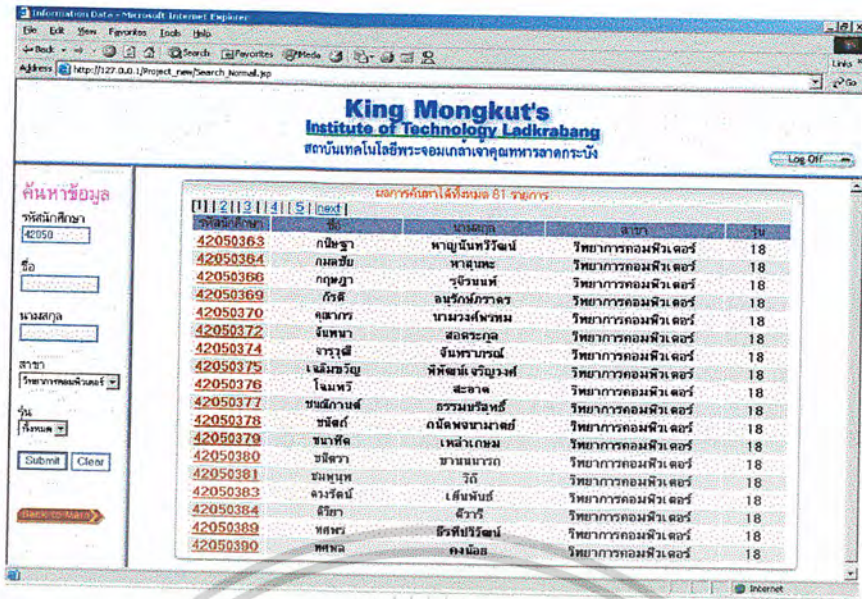 Information Data - Microsoft Internet Explorer
File Edit View Favorites Tools Help
Back Search Favorites Media
Address http://127.0.0.1/Project_new/Search_Normal.jsp Go Links
King Mongkut's
Institute of Technology Ladkrabang
สถาบันเทคโนโลยีพระจอมเกล้าเจ้าคุณทหารลาดกระบัง
Log Off
ค้นหาข้อมูล
รหัสนักศึกษา
42050
ชื่อ
นามสกุล
สาขา
วิทยาการคอมพิวเตอร์
รุ่น
ทั้งหมด
Submit Clear
Back to Menu
ผลการค้นหาได้ทั้งหมด 81 รายการ
[1] | 2 | | 3 | | 4 | | 5 | next |
รหัสนักศึกษา ชื่อ นามสกุล สาขา รุ่น
42050363 กนิษฐา หาญนันทวิวัฒน์ วิทยาการคอมพิวเตอร์ 18
42050364 กมลชัย วิทยาการคอมพิวเตอร์ 18
42050366 กฤษฎา รุจิรนนท์ วิทยาการคอมพิวเตอร์ 18
42050369 กีรติ อนุรักษ์ภราดร วิทยาการคอมพิวเตอร์ 18
42050370 คุณากร นามวงศ์พรหม วิทยาการคอมพิวเตอร์ 18
42050372 จันทนา สอตระกูล วิทยาการคอมพิวเตอร์ 18
42050374 จารุวุฒิ จันทราภรณ์ วิทยาการคอมพิวเตอร์ 18
42050375 เฉลิมขวัญ พิพัฒน์เจริญวงศ์ วิทยาการคอมพิวเตอร์ 18
42050376 โฉมทวี สะอาด วิทยาการคอมพิวเตอร์ 18
42050377 ชนณิกานต์ ธรรมบริสุทธิ์ วิทยาการคอมพิวเตอร์ 18
42050378 ชนัตถ์ ถนัดพจนามาตย์ วิทยาการคอมพิวเตอร์ 18
42050379 ชนาทิต เหล่าเกษม วิทยาการคอมพิวเตอร์ 18
42050380 ชนิตรา วิทยาการคอมพิวเตอร์ 18
42050381 ชมพูนุท วิถี วิทยาการคอมพิวเตอร์ 18
42050383 ดวงรัตน์ วิทยาการคอมพิวเตอร์ 18
42050384 ดิวิยา ดีวารี วิทยาการคอมพิวเตอร์ 18
42050389 ทศพร ธีรทีปวิวัฒน์ วิทยาการคอมพิวเตอร์ 18
42050390 ทศพล คงน้อย วิทยาการคอมพิวเตอร์ 18
Internet